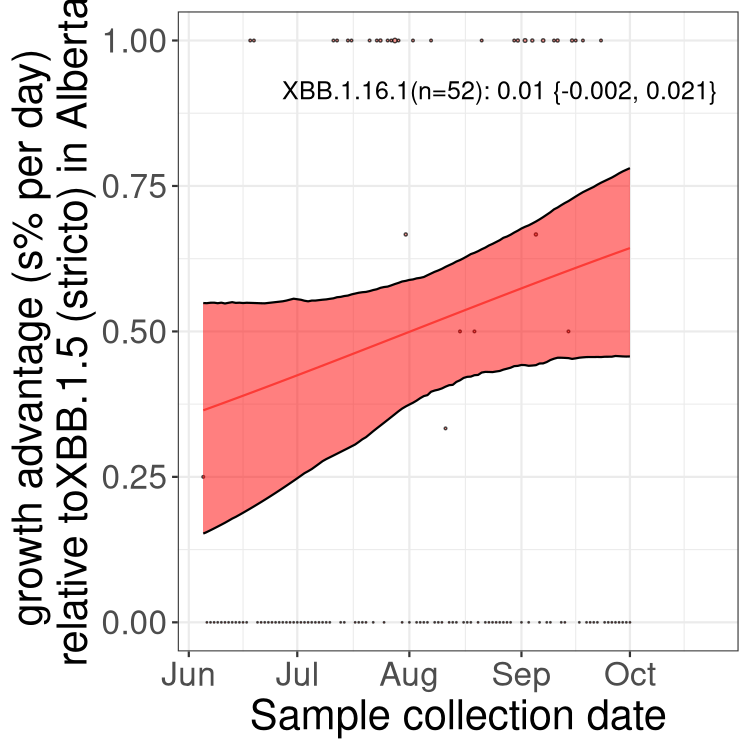 growth advantage (s% per day)
relative toXBB.1.5 (stricto) in Alberta
1.00
0.75
0.50
0.25
0.00
XBB.1.16.1(n=52): 0.01 {-0.002, 0.021}
Jun Jul Aug Sep Oct
Sample collection date